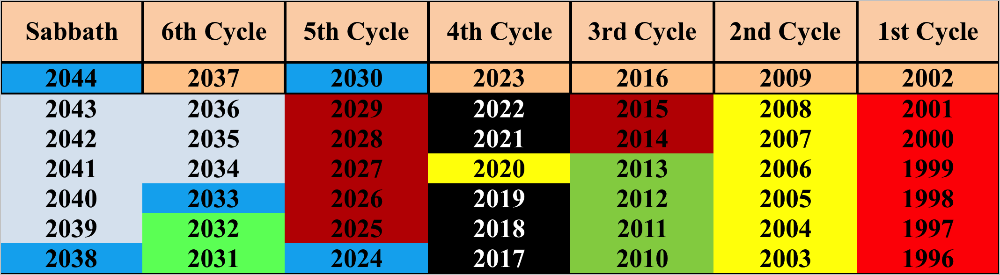 Sabbath 6th Cycle 5th Cycle 4th Cycle 3rd Cycle 2nd Cycle 1st Cycle
2044 2037 2030 2023 2016 2009 2002
2043 2036 2029 2022 2015 2008 2001
2042 2035 2028 2021 2014 2007 2000
2041 2034 2027 2020 2013 2006 1999
2040 2033 2026 2019 2012 2005 1998
2039 2032 2025 2018 2011 2004 1997
2038 2031 2024 2017 2010 2003 1996